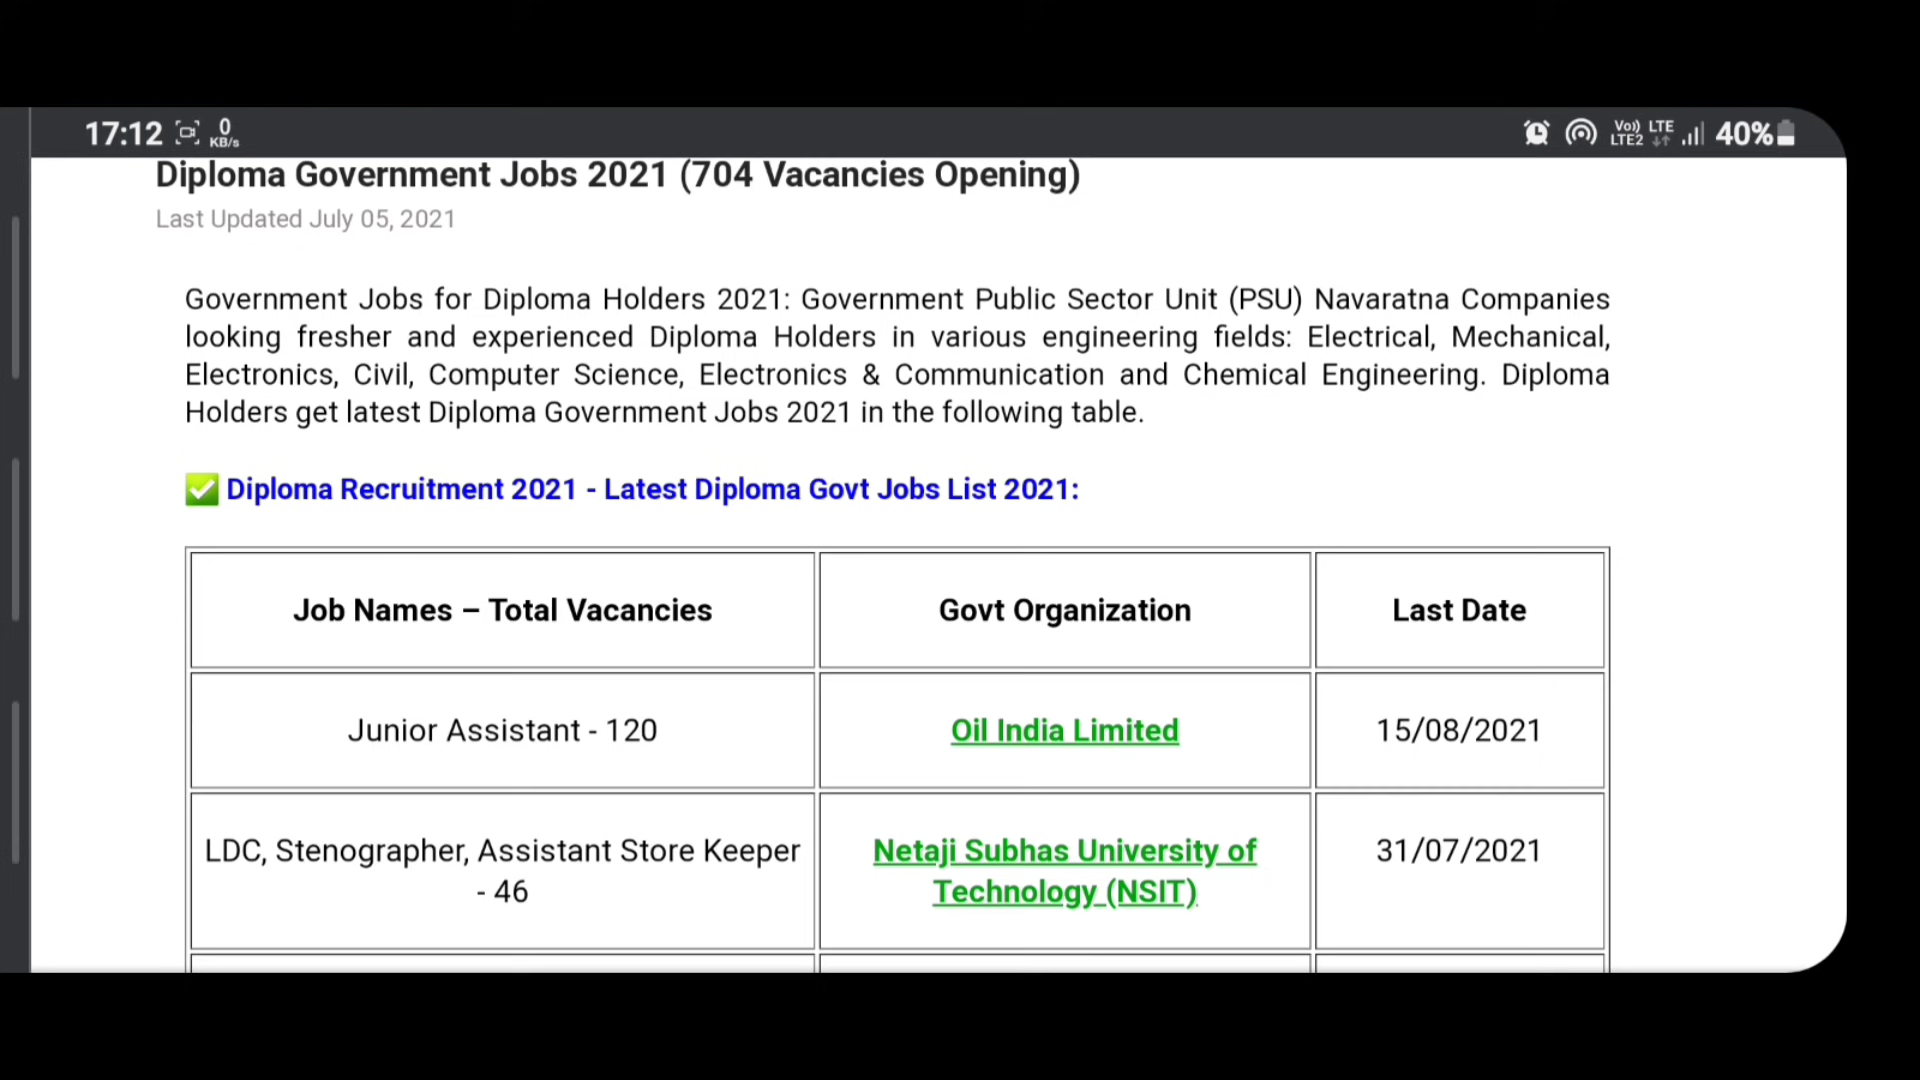 17:12 0 KB/s Vo)) LTE LTE2 40%
Diploma Government Jobs 2021 (704 Vacancies Opening)
Last Updated July 05, 2021
Government Jobs for Diploma Holders 2021: Government Public Sector Unit (PSU) Navaratna Companies
looking fresher and experienced Diploma Holders in various engineering fields: Electrical, Mechanical,
Electronics, Civil, Computer Science, Electronics & Communication and Chemical Engineering. Diploma
Holders get latest Diploma Government Jobs 2021 in the following table.
✅ Diploma Recruitment 2021 - Latest Diploma Govt Jobs List 2021:
Job Names – Total Vacancies Govt Organization Last Date
Junior Assistant - 120 Oil India Limited 15/08/2021
LDC, Stenographer, Assistant Store Keeper Netaji Subhas University of 31/07/2021
- 46 Technology (NSIT)